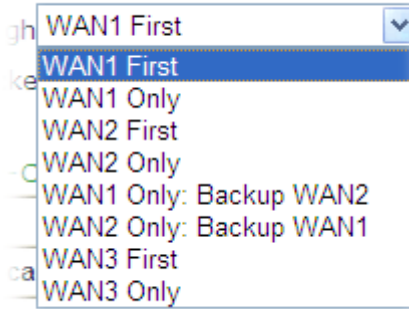 WAN1 First
WAN1 First
WAN1 Only
WAN2 First
WAN2 Only
WAN1 Only: Backup WAN2
WAN2 Only: Backup WAN1
WAN3 First
WAN3 Only